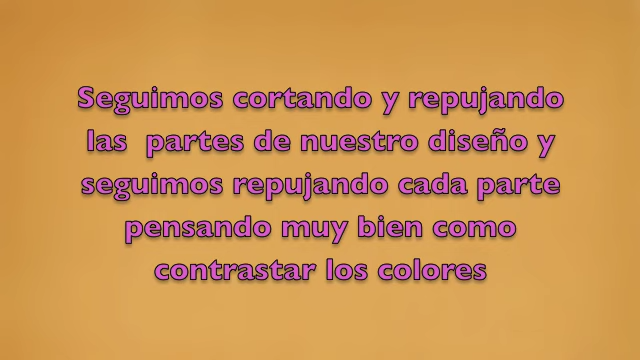 Seguimos cortando y repujando
las  partes de nuestro diseño y
seguimos repujando cada parte
pensando muy bien como
contrastar los colores